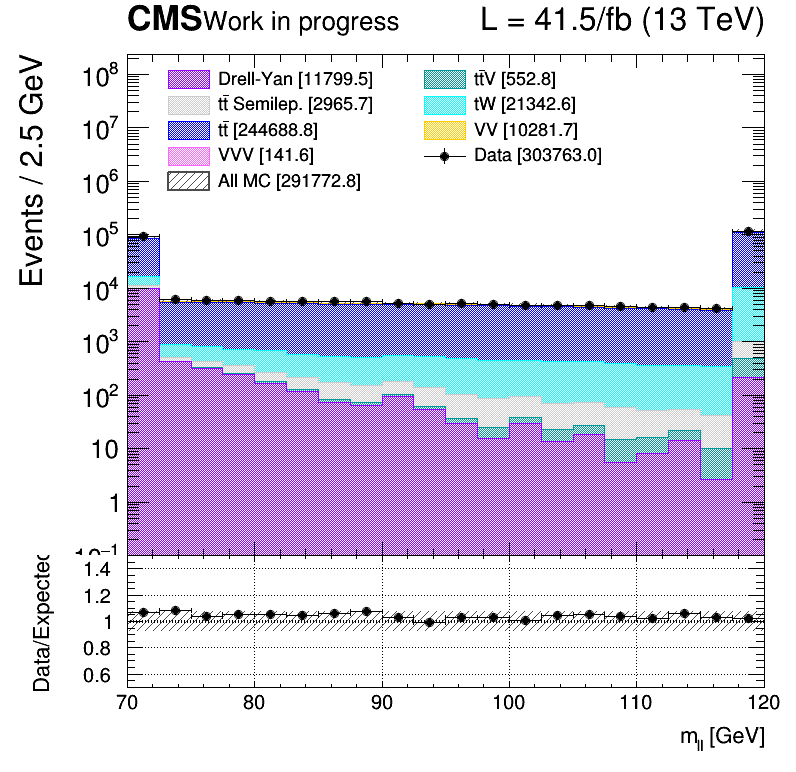 CMS Work in progress L = 41.5/fb (13 TeV)
Events / 2.5 GeV
Drell-Yan [11799.5]
tt̄ Semilep. [2965.7]
tt̄ [244688.8]
VVV [141.6]
All MC [291772.8]
tt̄V [552.8]
tW [21342.6]
VV [10281.7]
Data [303763.0]
10⁸
10⁷
10⁶
10⁵
10⁴
10³
10²
10
1
10⁻¹
Data/Expected
1.4
1.2
1
0.8
0.6
70 80 90 100 110 120
m_ll [GeV]